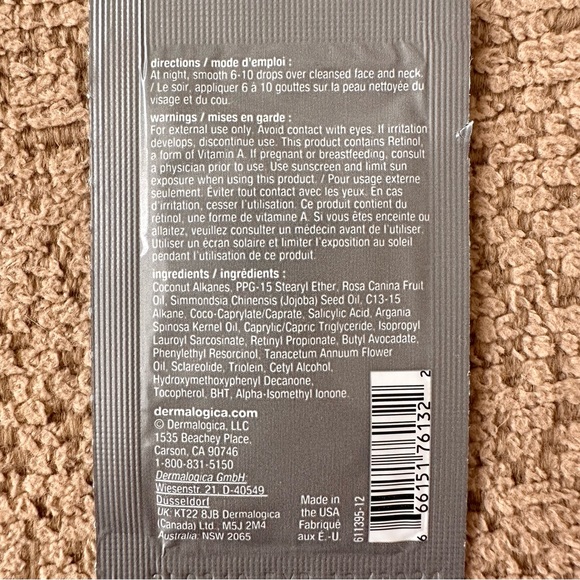 directions / mode d'emploi :
At night, smooth 6-10 drops over cleansed face and neck.
/ Le soir, appliquer 6 à 10 gouttes sur la peau nettoyée du
visage et du cou.
warnings / mises en garde :
For external use only. Avoid contact with eyes. If irritation
develops, discontinue use. This product contains Retinol,
a form of Vitamin A. If pregnant or breastfeeding, consult
a physician prior to use. Use sunscreen and limit sun
exposure when using this product. / Pour usage externe
seulement. Éviter tout contact avec les yeux. En cas
d'irritation, cesser l'utilisation. Ce produit contient du
rétinol, une forme de vitamine A. Si vous êtes enceinte ou
allaitez, veuillez consulter un médecin avant de l'utiliser.
Utiliser un écran solaire et limiter l'exposition au soleil
pendant l'utilisation de ce produit.
ingredients / ingrédients :
Coconut Alkanes, PPG-15 Stearyl Ether, Rosa Canina Fruit
Oil, Simmondsia Chinensis (Jojoba) Seed Oil, C13-15
Alkane, Coco-Caprylate/Caprate, Salicylic Acid, Argania
Spinosa Kernel Oil, Caprylic/Capric Triglyceride, Isopropyl
Lauroyl Sarcosinate, Retinyl Propionate, Butyl Avocadate,
Phenylethyl Resorcinol, Tanacetum Annuum Flower
Oil, Sclareolide, Triolein, Cetyl Alcohol,
Hydroxymethoxyphenyl Decanone,
Tocopherol, BHT, Alpha-Isomethyl Ionone.
dermalogica.com
© Dermalogica, LLC
1535 Beachey Place,
Carson, CA 90746
1-800-831-5150
Dermalogica GmbH:
Wiesenstr. 21, D-40549
Düsseldorf
UK: KT22 8JB Dermalogica
(Canada) Ltd., M5J 2M4
Australia: NSW 2065
Made in
the USA
Fabriqué
aux É.-U.
611395-12
6 66151 76132 2